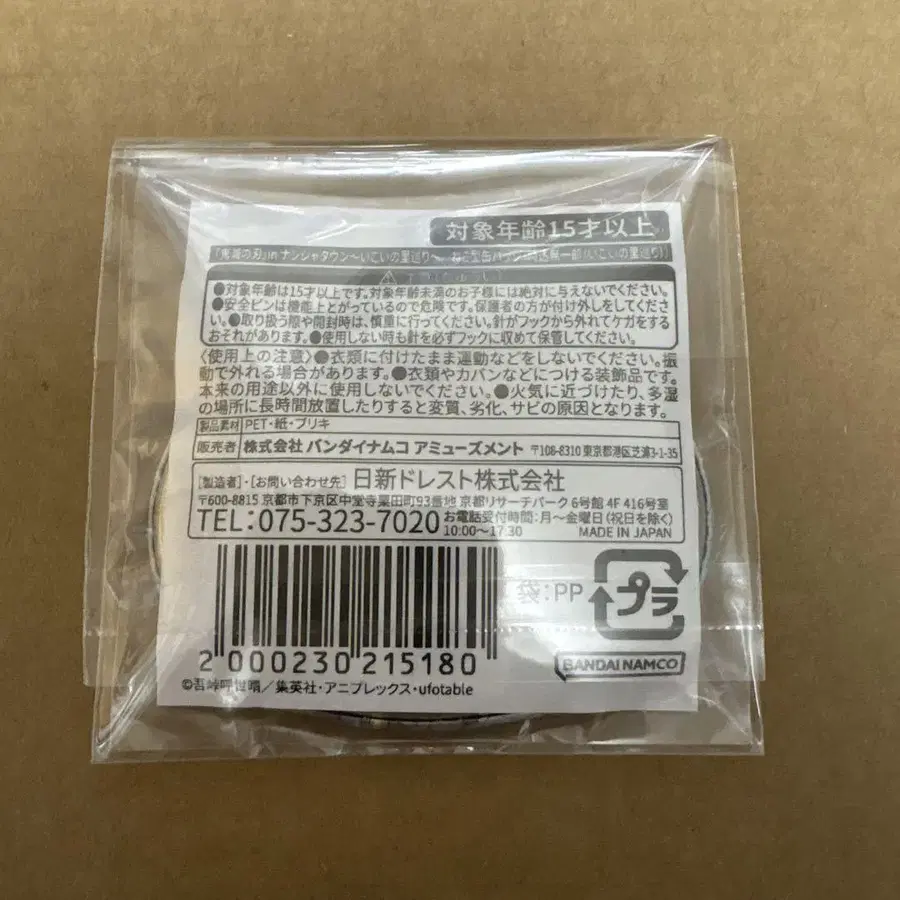 対象年齢15才以上
「鬼滅の刃」in ナンジャタウン～いこいの里巡り～ ねこ型缶バッジ
●対象年齢は15才以上です。対象年齢未満のお子様には絶対に与えないでください。
●安全ピンは機能上とがっているので危険です。保護者の方が付け外しをしてくださ
い。●取り扱う際や開封時は、慎重に行ってください。針がフックから外れてケガをする
おそれがあります。●使用しない時も針を必ずフックに収めて保管してください。
〈使用上の注意〉●衣類に付けたまま運動などをしないでください。振
動で外れる場合があります。●衣類やカバンなどにつける装飾品です。
本来の用途以外に使用しないでください。●火気に近づけたり、多湿
の場所に長時間放置したりすると変質、劣化、サビの原因となります。
製品素材 PET・紙・ブリキ
販売者 株式会社 バンダイナムコ アミューズメント 〒108-8310 東京都港区芝浦3-1-35
[製造者]・[お問い合わせ先] 日新ドレスト株式会社
〒600-8815 京都市下京区中堂寺粟田町93番地 京都リサーチパーク 6号館 4F 416号室
TEL:075-323-7020 お電話受付時間:月～金曜日(祝日を除く)
10:00～17:30 MADE IN JAPAN
袋:PP プラ
2 000230 215180
BANDAI NAMCO
©吾峠呼世晴／集英社・アニプレックス・ufotable